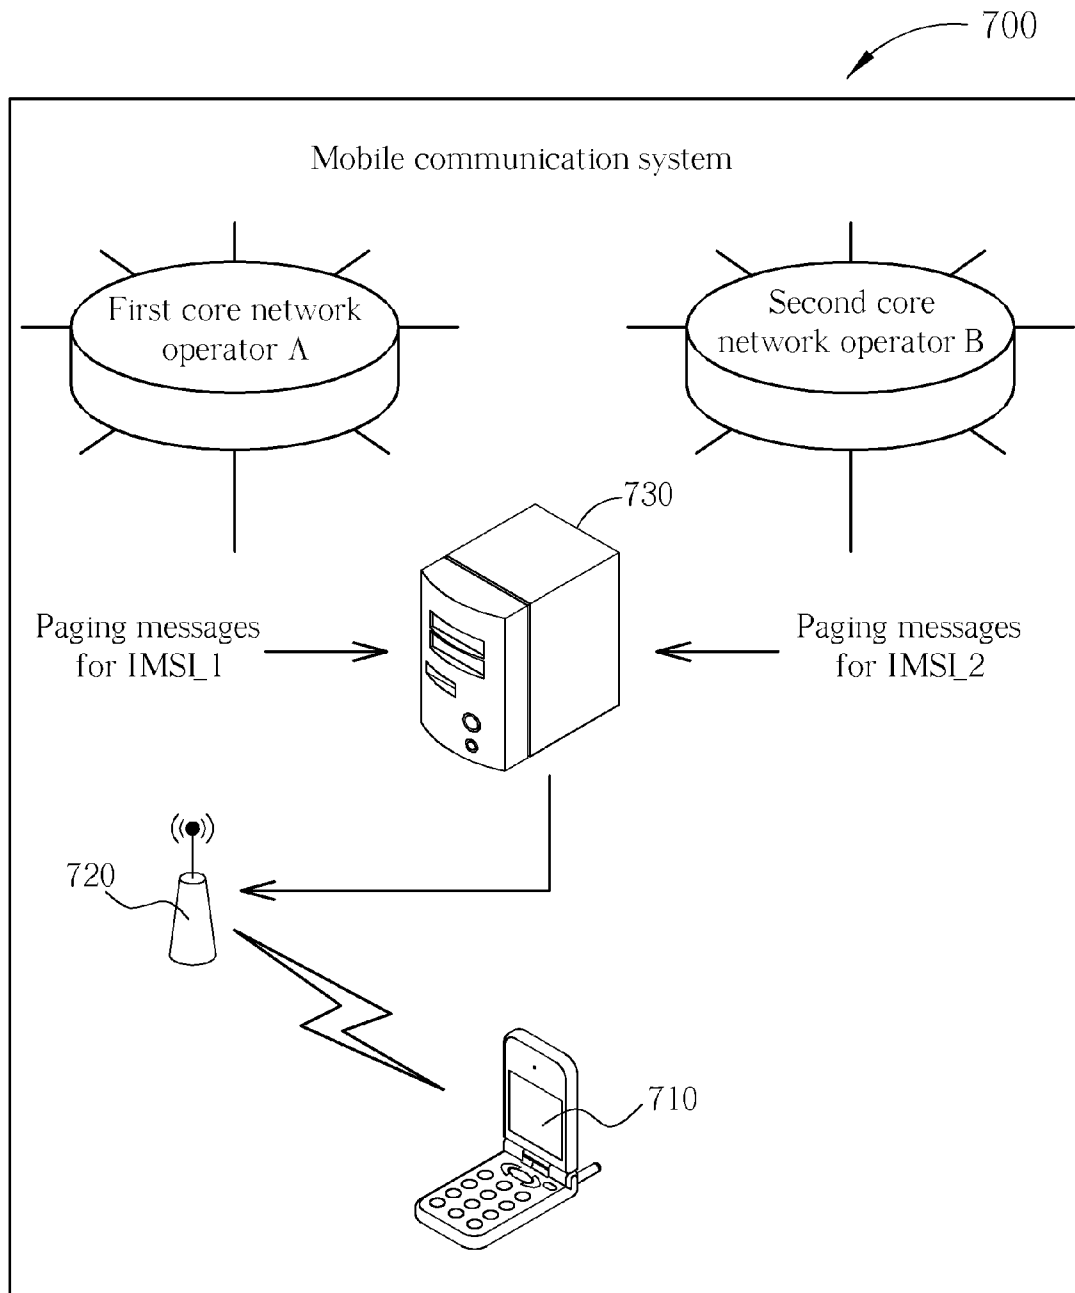 700
Mobile communication system
First core network
operator A
Second core
network operator B
730
Paging messages
for IMSI_1
Paging messages
for IMSI_2
720
710